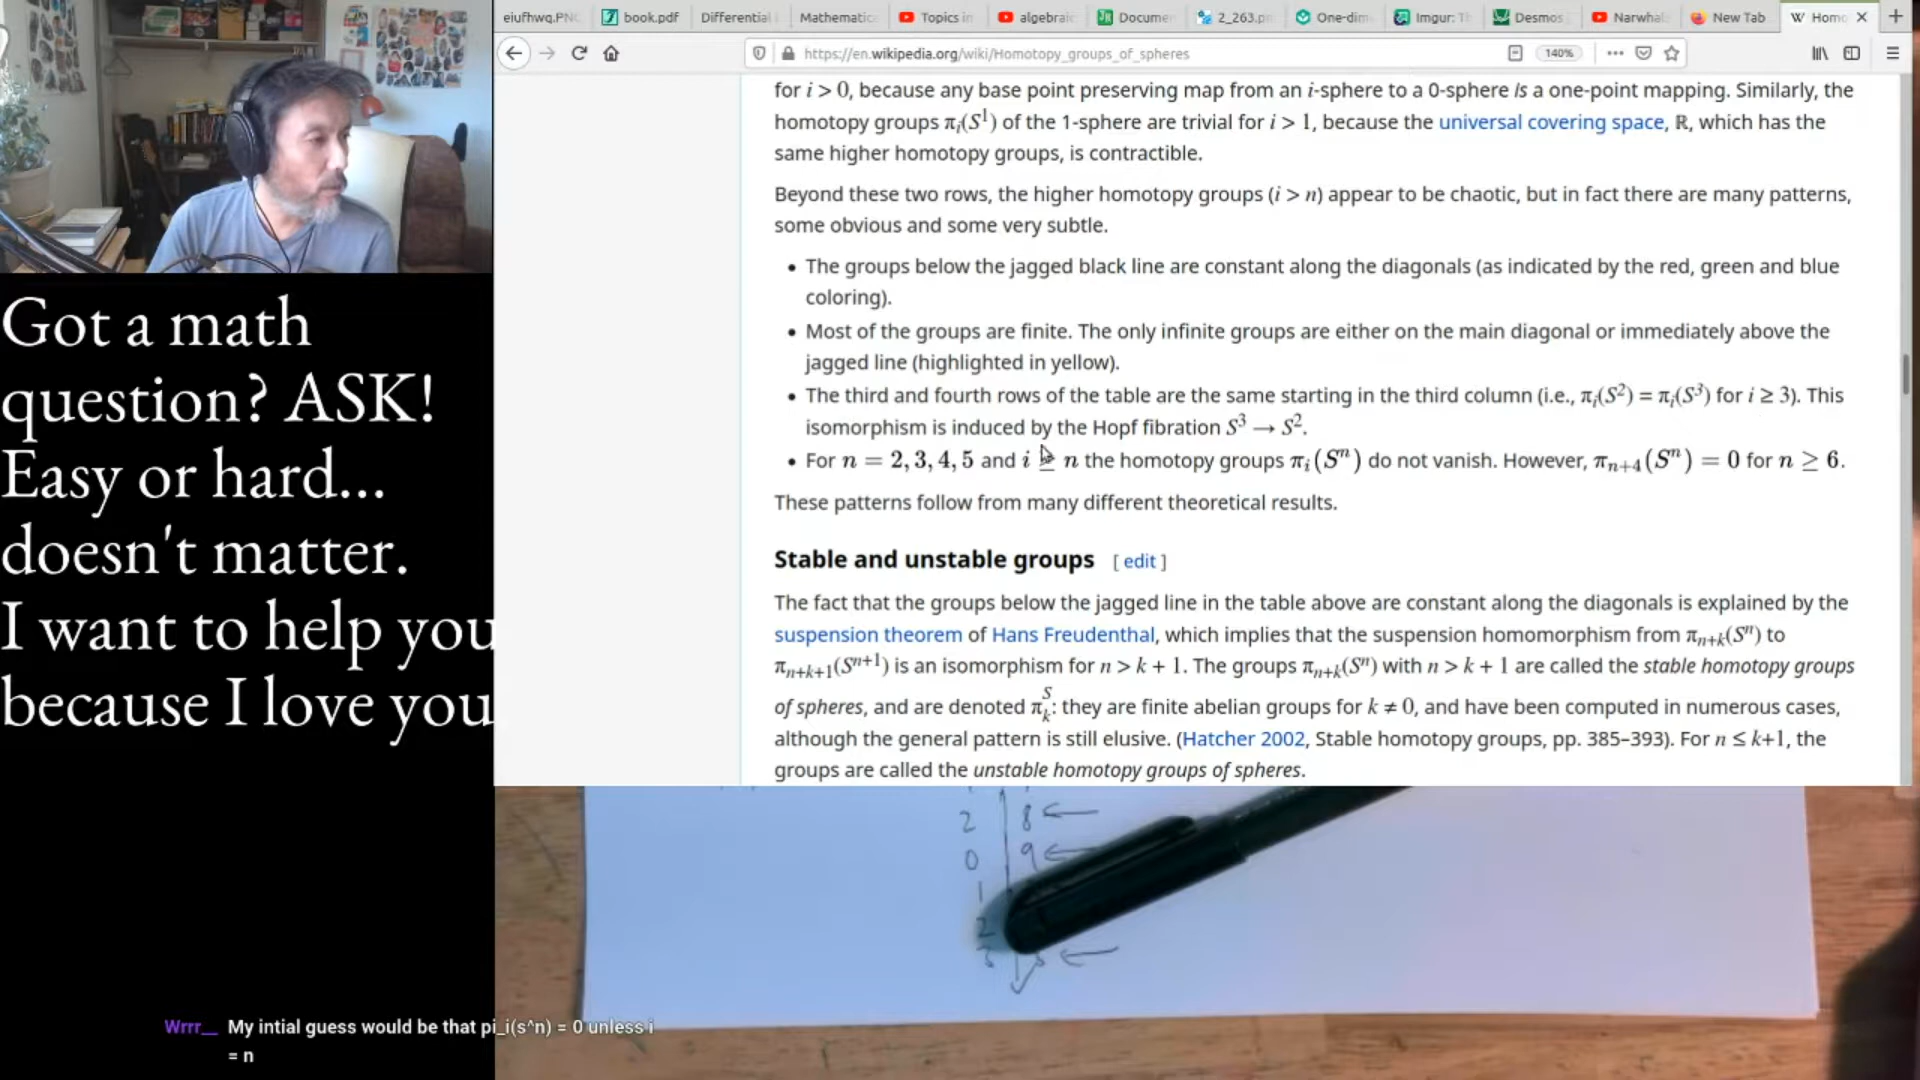 eiufhwq.PNG
book.pdf
Differential
Mathematic
Topics in
algebrai
Docume
2_263.p
One-dim
Imgur: T
Desmos
Narwha
New Tab
Homo
https://en.wikipedia.org/wiki/Homotopy_groups_of_spheres
140%
for i > 0, because any base point preserving map from an i-sphere to a 0-sphere is a one-point mapping. Similarly, the
homotopy groups πᵢ(S¹) of the 1-sphere are trivial for i > 1, because the universal covering space, ℝ, which has the
same higher homotopy groups, is contractible.
Beyond these two rows, the higher homotopy groups (i > n) appear to be chaotic, but in fact there are many patterns,
some obvious and some very subtle.
• The groups below the jagged black line are constant along the diagonals (as indicated by the red, green and blue
coloring).
• Most of the groups are finite. The only infinite groups are either on the main diagonal or immediately above the
jagged line (highlighted in yellow).
• The third and fourth rows of the table are the same starting in the third column (i.e., πᵢ(S²) = πᵢ(S³) for i ≥ 3). This
isomorphism is induced by the Hopf fibration S³ → S².
• For n = 2, 3, 4, 5 and i ≥ n the homotopy groups πᵢ(Sⁿ) do not vanish. However, πₙ₊₄(Sⁿ) = 0 for n ≥ 6.
These patterns follow from many different theoretical results.
Stable and unstable groups [ edit ]
The fact that the groups below the jagged line in the table above are constant along the diagonals is explained by the
suspension theorem of Hans Freudenthal, which implies that the suspension homomorphism from πₙ₊ₖ(Sⁿ) to
πₙ₊ₖ₊₁(Sⁿ⁺¹) is an isomorphism for n > k + 1. The groups πₙ₊ₖ(Sⁿ) with n > k + 1 are called the stable homotopy groups
of spheres, and are denoted πₖS: they are finite abelian groups for k ≠ 0, and have been computed in numerous cases,
although the general pattern is still elusive. (Hatcher 2002, Stable homotopy groups, pp. 385–393). For n ≤ k+1, the
groups are called the unstable homotopy groups of spheres.
Got a math
question? ASK!
Easy or hard...
doesn't matter.
I want to help you
because I love you
2 8 ←
0 9 ←
1
2
Wrrr__ My intial guess would be that pi_i(s^n) = 0 unless i
= n